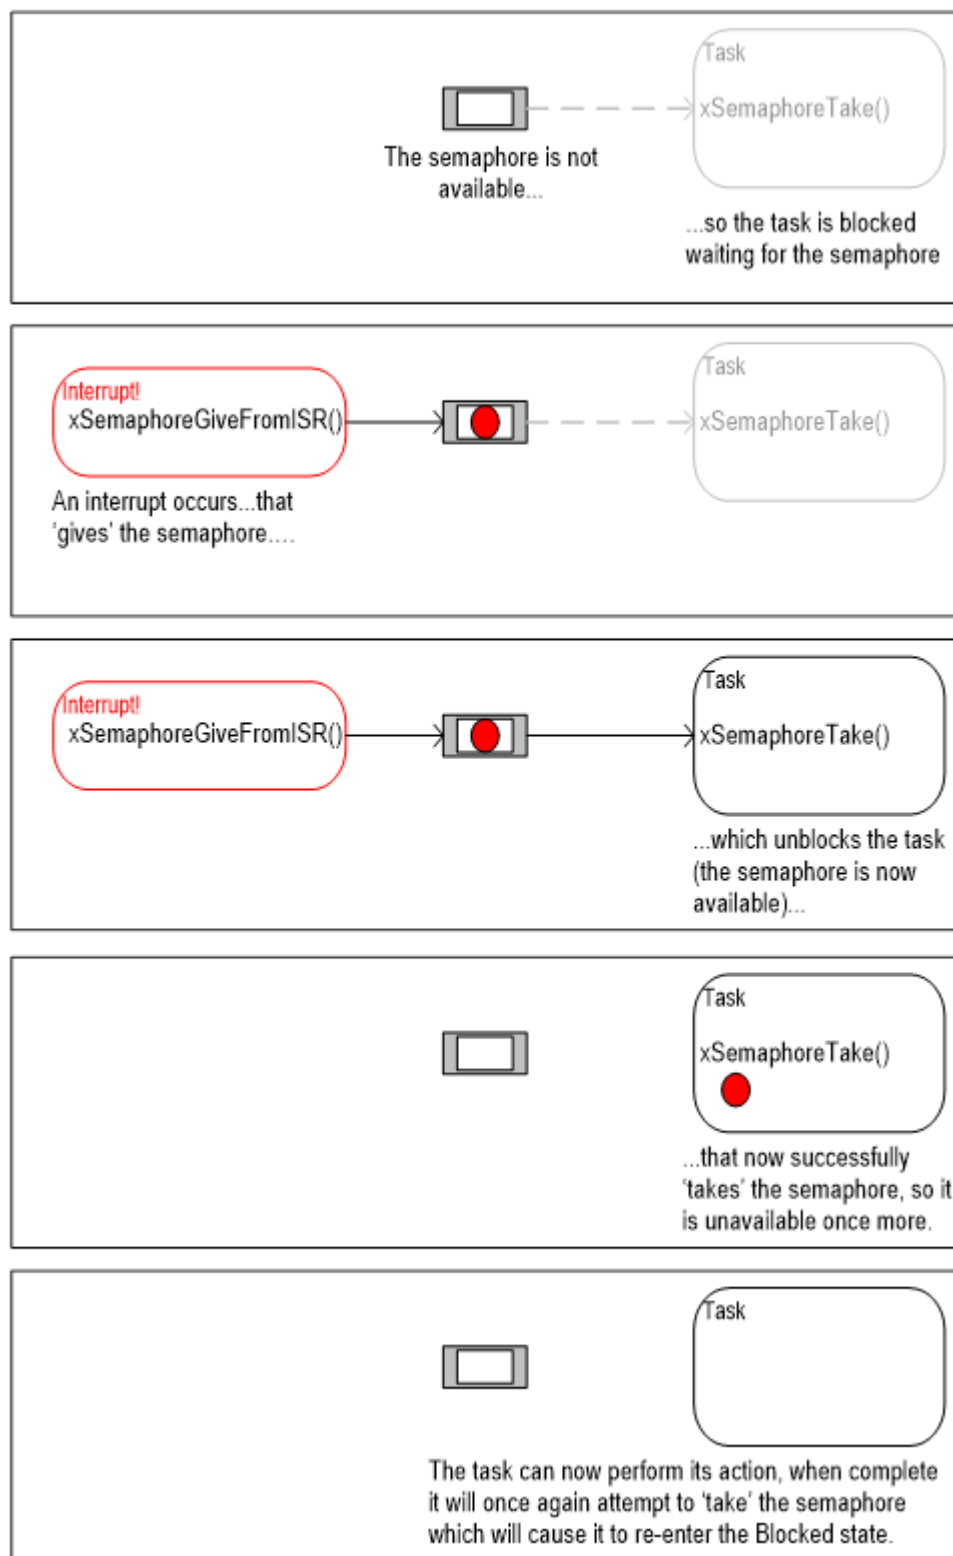 Task
xSemaphoreTake()
The semaphore is not
available...
...so the task is blocked
waiting for the semaphore
Interrupt!
xSemaphoreGiveFromISR()
Task
xSemaphoreTake()
An interrupt occurs...that
‘gives’ the semaphore....
Interrupt!
xSemaphoreGiveFromISR()
Task
xSemaphoreTake()
...which unblocks the task
(the semaphore is now
available)...
Task
xSemaphoreTake()
...that now successfully
‘takes’ the semaphore, so it
is unavailable once more.
Task
The task can now perform its action, when complete
it will once again attempt to ‘take’ the semaphore
which will cause it to re-enter the Blocked state.